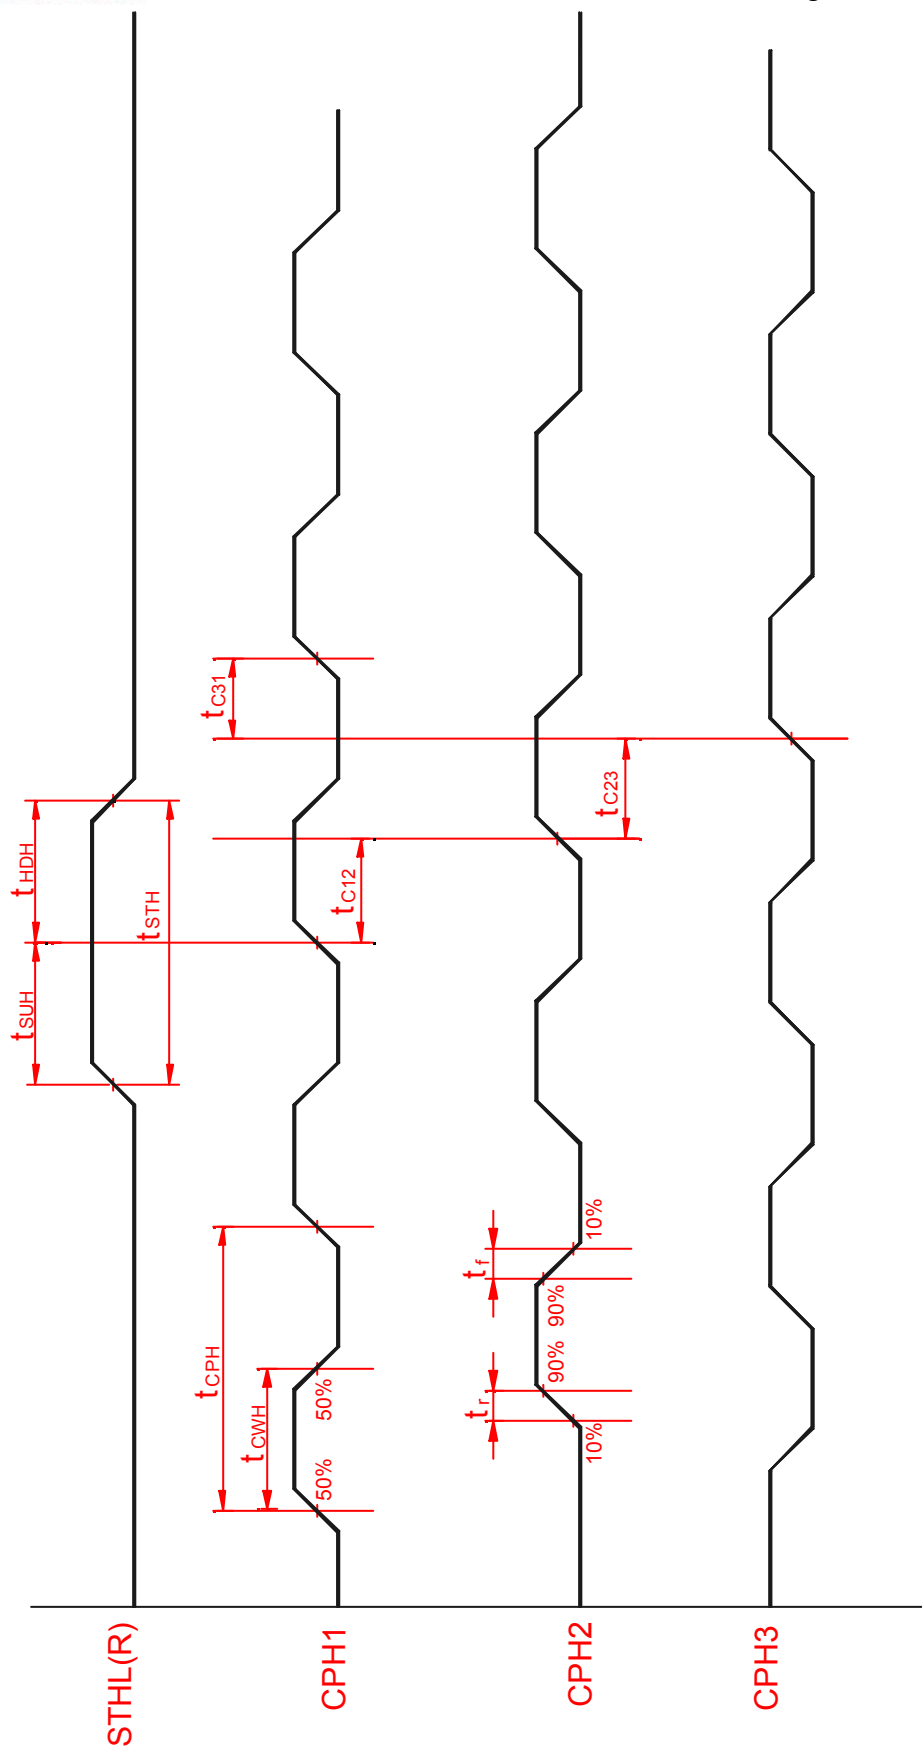 STHL(R)
tSUH
tHDH
tSTH
CPH1
tCPH
tCWH
50%
50%
tC12
tC31
CPH2
tr
tf
10%
90%
90%
10%
tC23
CPH3